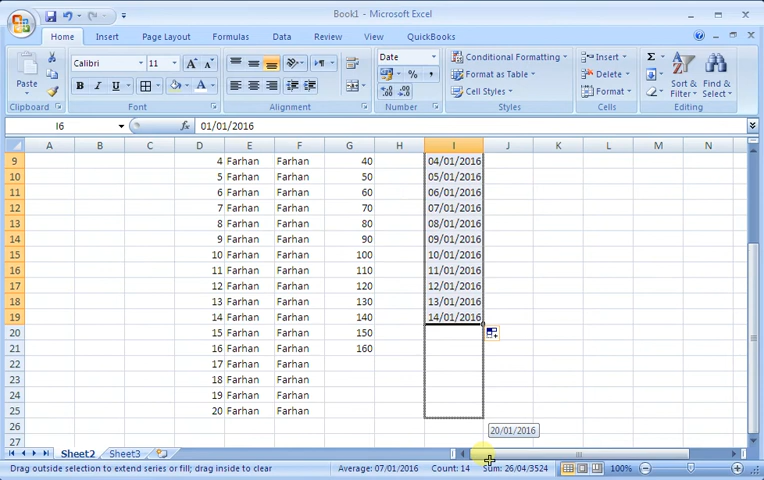 Book1 - Microsoft Excel
Home Insert Page Layout Formulas Data Review View QuickBooks
Paste
Clipboard
Calibri 11 A A
B I U A
Font
Alignment
Date
% ,
Number
Conditional Formatting
Format as Table
Cell Styles
Styles
Insert
Delete
Format
Cells
Σ
Sort & Filter
Find & Select
Editing
I6 fx 01/01/2016
A B C D E F G H I J K L M N
9 4 Farhan Farhan 40 04/01/2016
10 5 Farhan Farhan 50 05/01/2016
11 6 Farhan Farhan 60 06/01/2016
12 7 Farhan Farhan 70 07/01/2016
13 8 Farhan Farhan 80 08/01/2016
14 9 Farhan Farhan 90 09/01/2016
15 10 Farhan Farhan 100 10/01/2016
16 11 Farhan Farhan 110 11/01/2016
17 12 Farhan Farhan 120 12/01/2016
18 13 Farhan Farhan 130 13/01/2016
19 14 Farhan Farhan 140 14/01/2016
20 15 Farhan Farhan 150
21 16 Farhan Farhan 160
22 17 Farhan Farhan
23 18 Farhan Farhan
24 19 Farhan Farhan
25 20 Farhan Farhan
26 20/01/2016
27
Sheet2 Sheet3
Drag outside selection to extend series or fill; drag inside to clear Average: 07/01/2016 Count: 14 Sum: 26/04/3524 100%